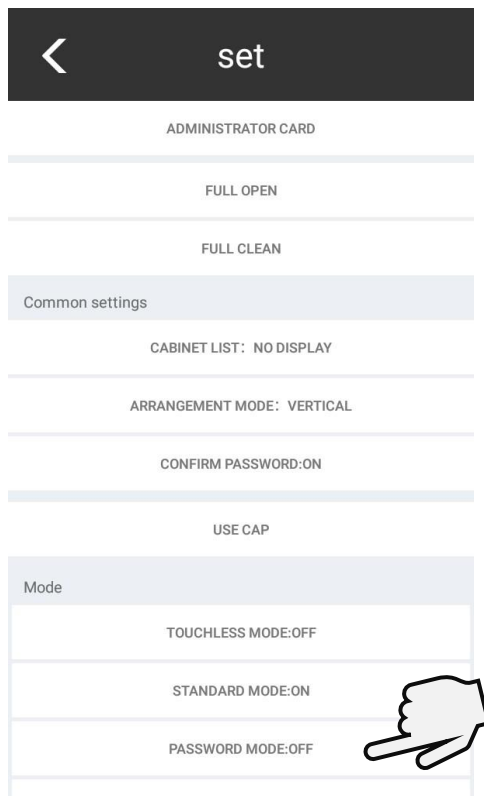 set
ADMINISTRATOR CARD
FULL OPEN
FULL CLEAN
Common settings
CABINET LIST： NO DISPLAY
ARRANGEMENT MODE： VERTICAL
CONFIRM PASSWORD:ON
USE CAP
Mode
TOUCHLESS MODE:OFF
STANDARD MODE:ON
PASSWORD MODE:OFF